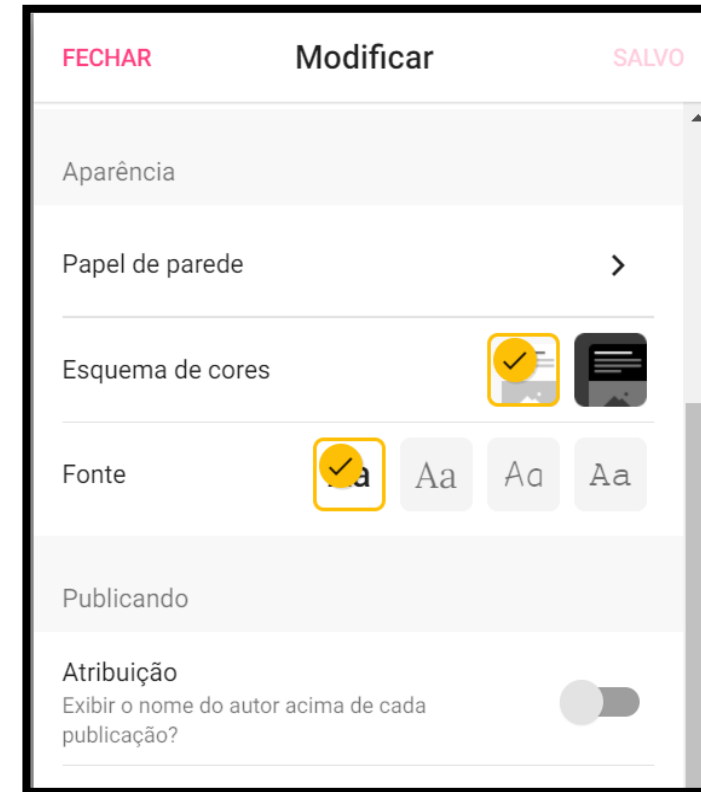 FECHAR Modificar SALVO
Aparência
Papel de parede
Esquema de cores
Fonte Aa Aa Aa
Publicando
Atribuição
Exibir o nome do autor acima de cada
publicação?